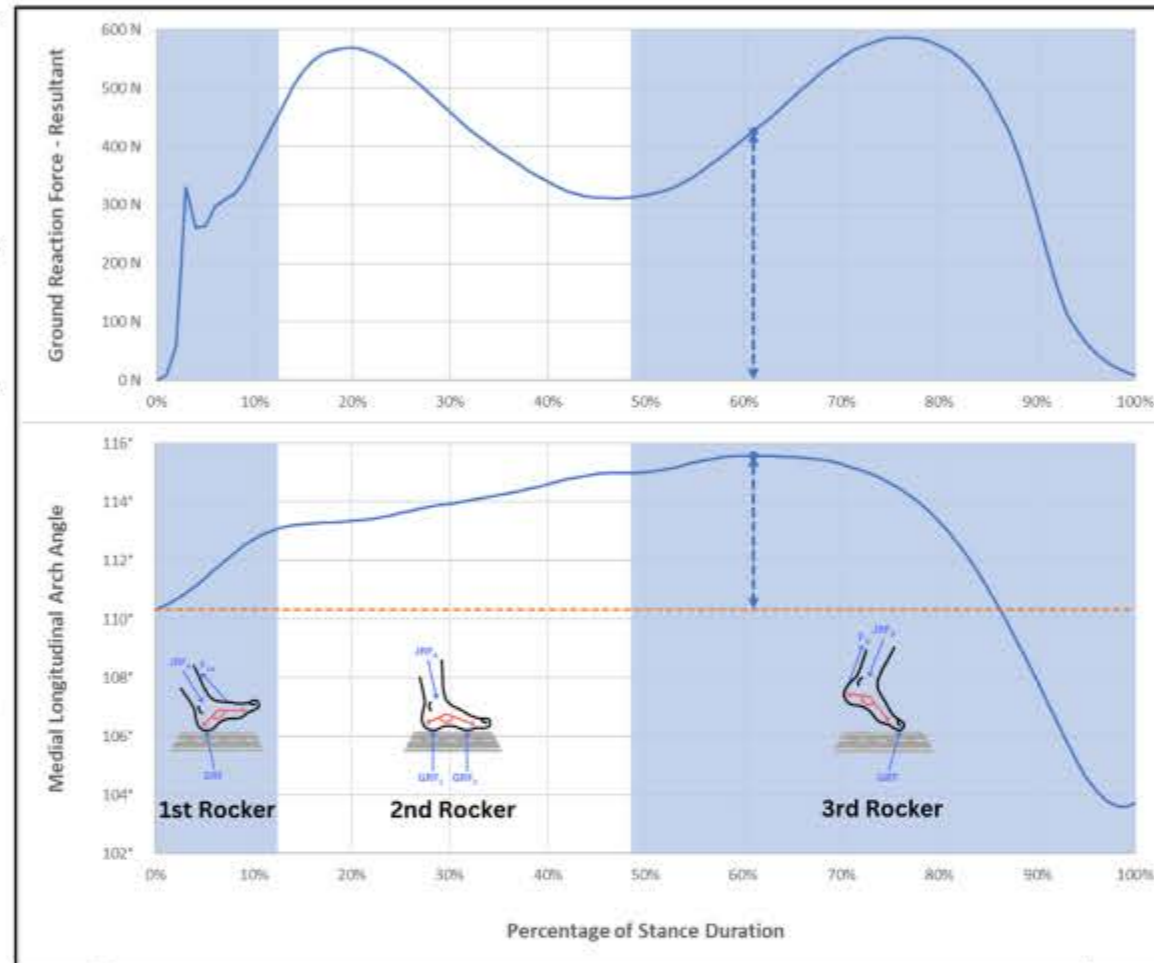 Ground Reaction Force - Resultant
600 N
500 N
400 N
300 N
200 N
100 N
0 N
0% 10% 20% 30% 40% 50% 60% 70% 80% 90% 100%
Medial Longitudinal Arch Angle
116°
114°
112°
110°
108°
106°
104°
102°
GRF
GRF
1st Rocker 2nd Rocker 3rd Rocker
0% 10% 20% 30% 40% 50% 60% 70% 80% 90% 100%
Percentage of Stance Duration